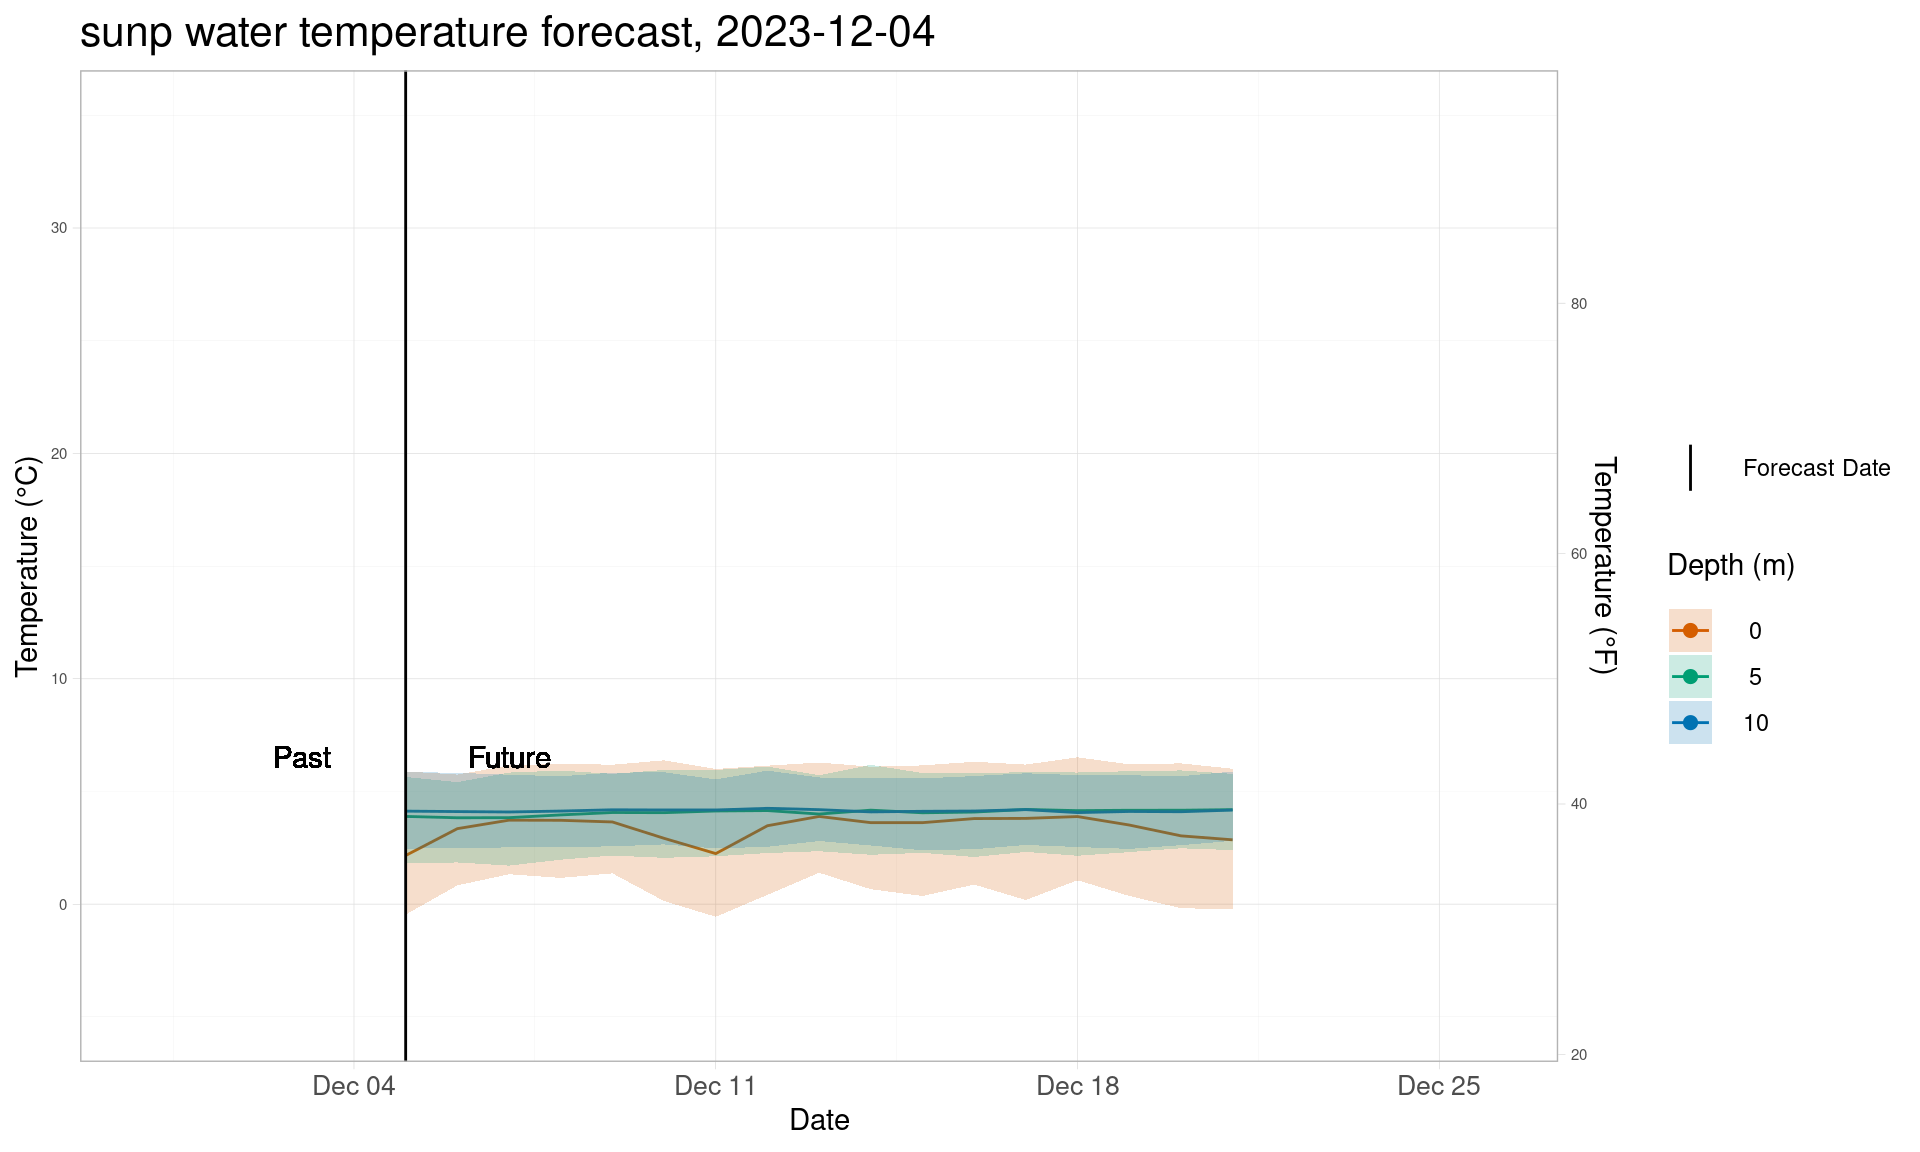 sunp water temperature forecast, 2023-12-04
Temperature (°C)
30
20
10
0
Past
Future
80
60
40
20
Temperature (°F)
Dec 04
Dec 11
Dec 18
Dec 25
Date
Forecast Date
Depth (m)
0
5
10